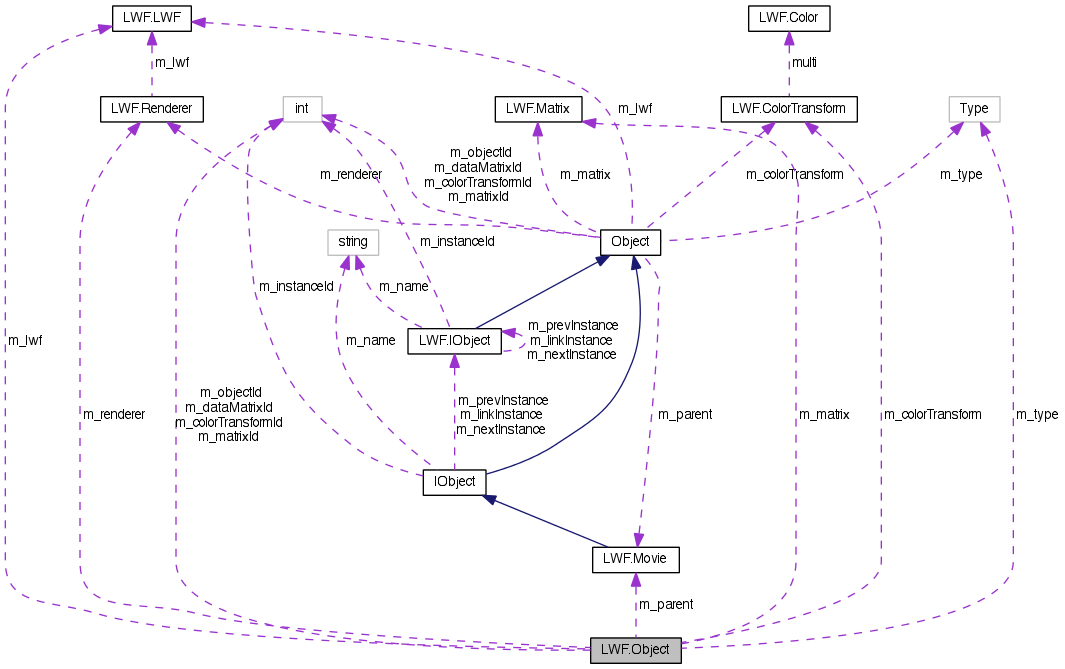 LWF.LWF
LWF.Color
m_lwf
multi
LWF.Renderer
int
LWF.Matrix
m_lwf
LWF.ColorTransform
Type
m_objectId
m_dataMatrixId
m_colorTransformId
m_matrixId
m_renderer
m_matrix
m_colorTransform
m_type
string
m_instanceId
Object
m_instanceId
m_name
m_lwf
m_name
LWF.IObject
m_prevInstance
m_linkInstance
m_nextInstance
m_objectId
m_dataMatrixId
m_colorTransformId
m_matrixId
m_renderer
m_prevInstance
m_linkInstance
m_nextInstance
m_parent
m_matrix
m_colorTransform
m_type
IObject
LWF.Movie
m_parent
LWF.Object